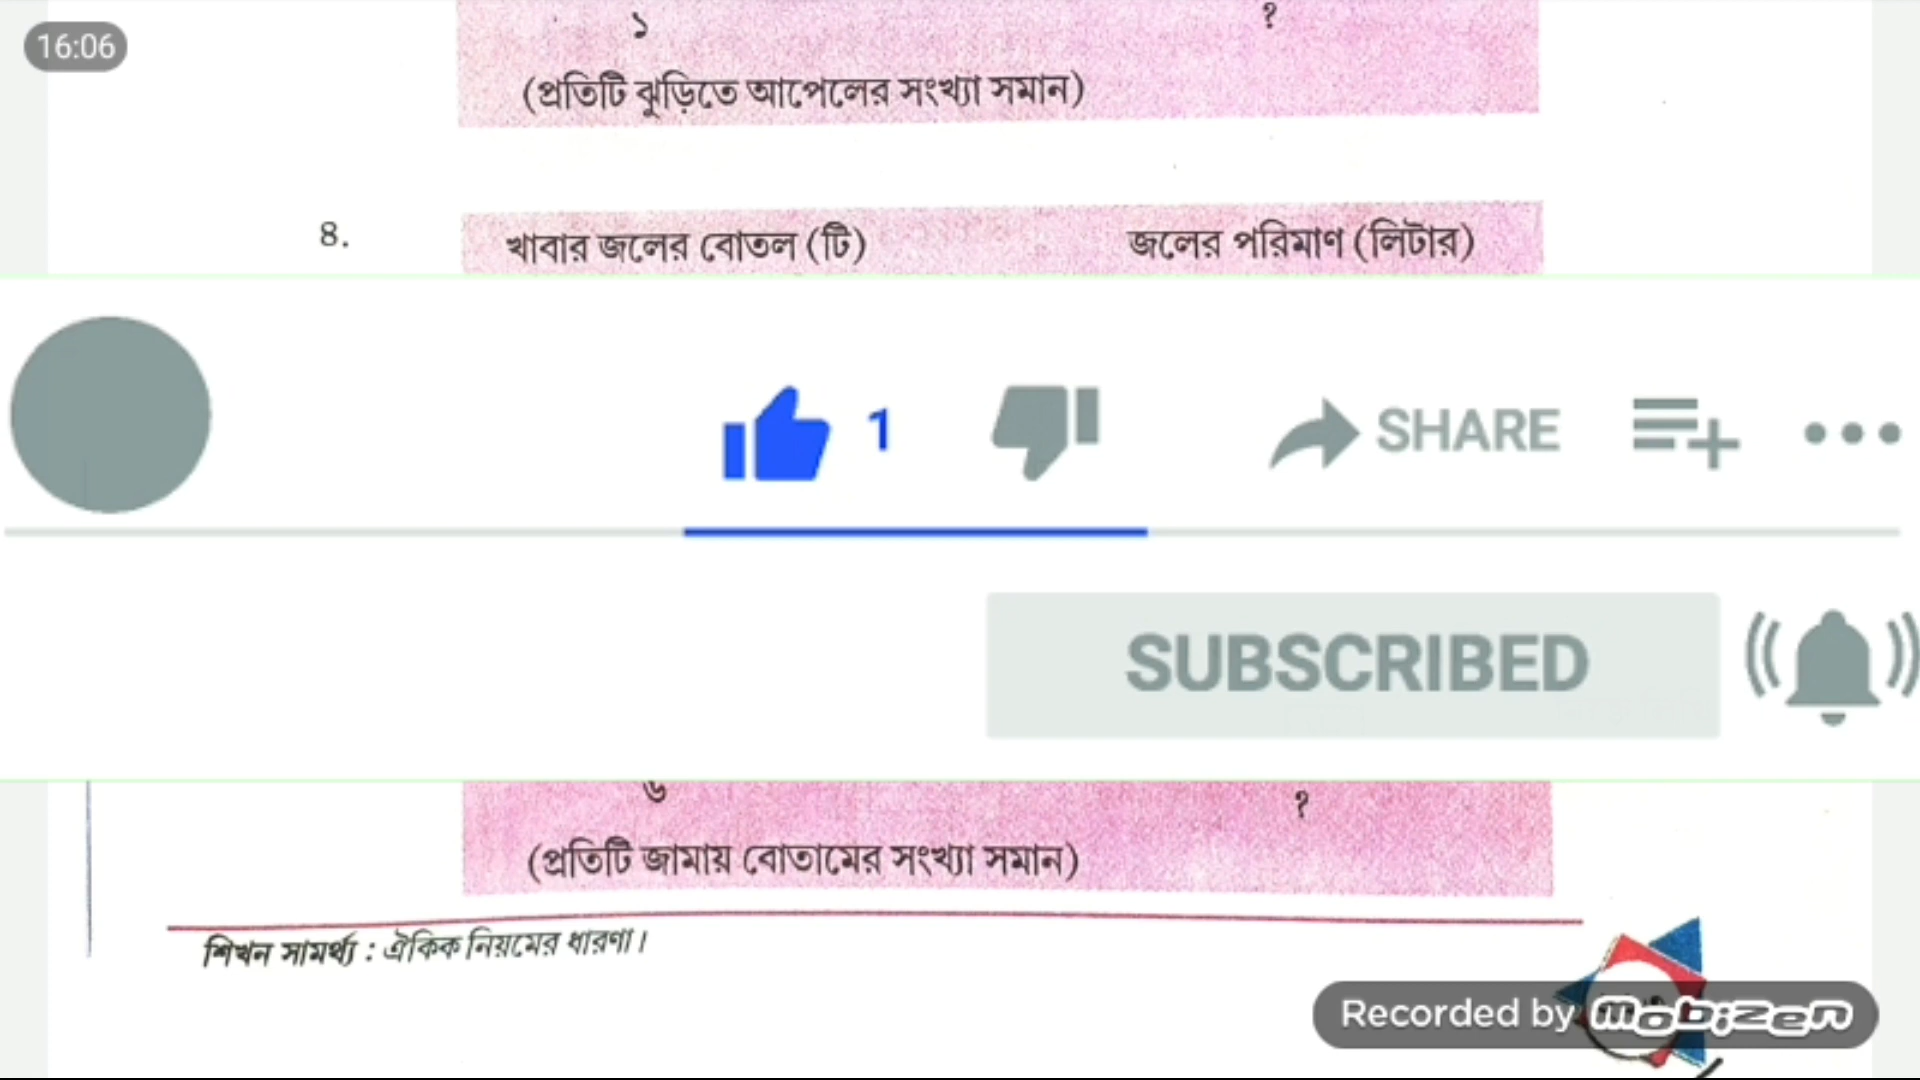 16:06
১ ?
(প্রতিটি ঝুড়িতে আপেলের সংখ্যা সমান)
৪. খাবার জলের বোতল (টি) জলের পরিমাণ (লিটার)
1 SHARE
SUBSCRIBED
৬ ?
(প্রতিটি জামায় বোতামের সংখ্যা সমান)
শিখন সামর্থ্য : ঐকিক নিয়মের ধারণা।
Recorded by mobizen